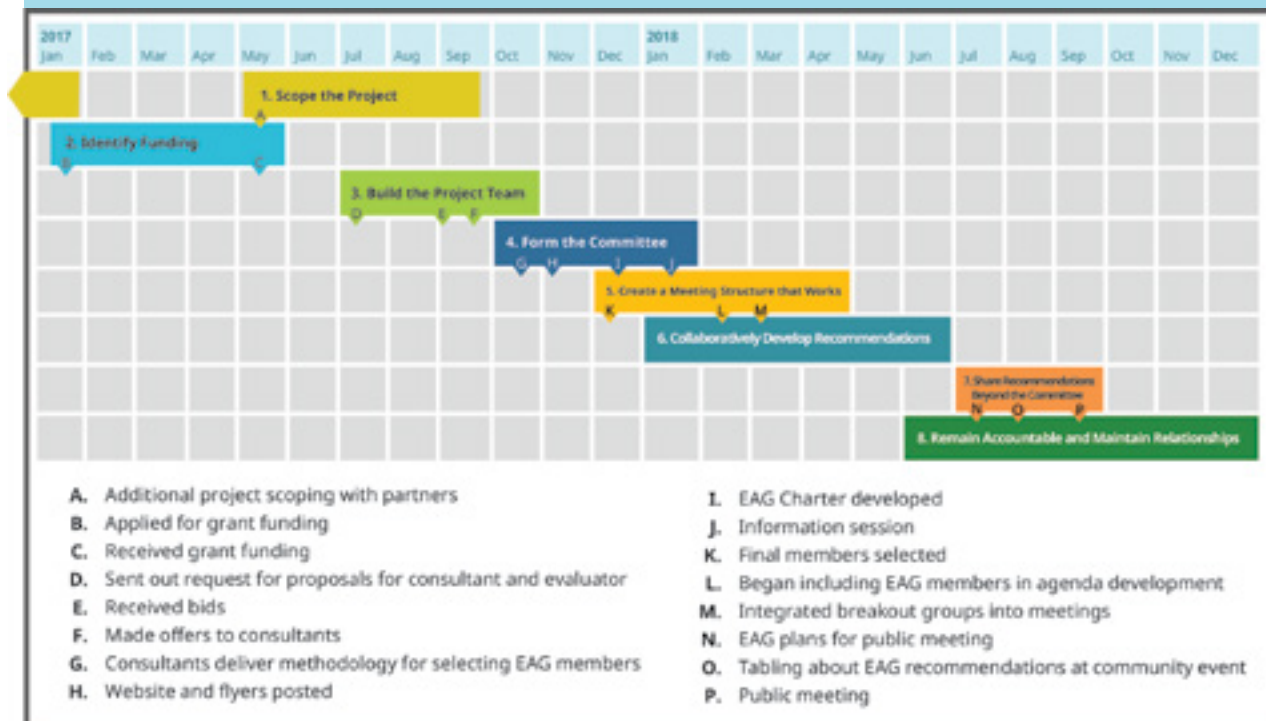 2017 2018
Jan Feb Mar Apr May Jun Jul Aug Sep Oct Nov Dec Jan Feb Mar Apr May Jun Jul Aug Sep Oct Nov Dec
1. Scope the Project
A
2. Identify Funding
B C
3. Build the Project Team
D E F
4. Form the Committee
G H I J
5. Create a Meeting Structure that Works
K L M
6. Collaboratively Develop Recommendations
7. Share Recommendations
Beyond the Committee
N O P
8. Remain Accountable and Maintain Relationships
A. Additional project scoping with partners
B. Applied for grant funding
C. Received grant funding
D. Sent out request for proposals for consultant and evaluator
E. Received bids
F. Made offers to consultants
G. Consultants deliver methodology for selecting EAG members
H. Website and flyers posted
I. EAG Charter developed
J. Information session
K. Final members selected
L. Began including EAG members in agenda development
M. Integrated breakout groups into meetings
N. EAG plans for public meeting
O. Tabling about EAG recommendations at community event
P. Public meeting